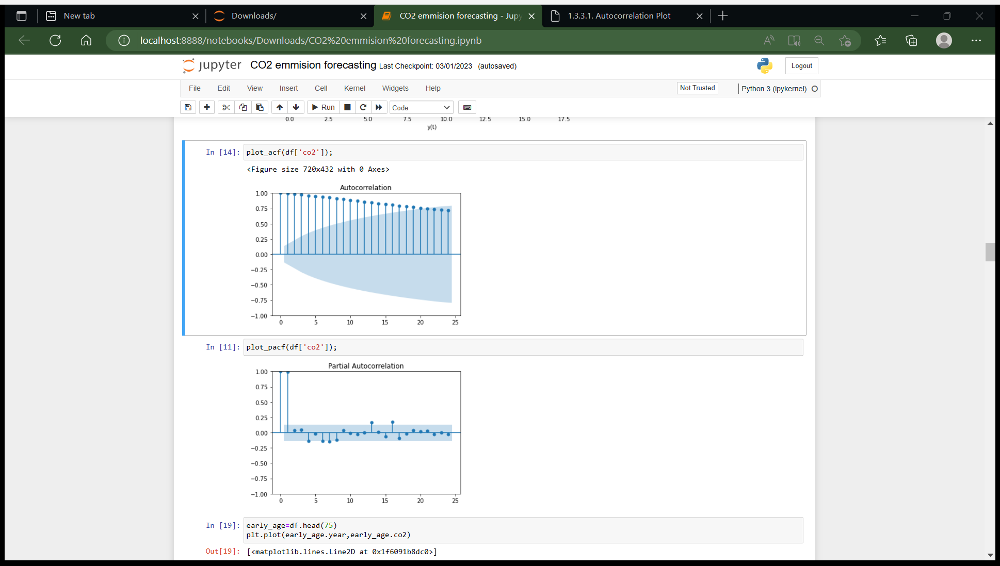 New tab
Downloads/
CO2 emmision forecasting - Jupy
1.3.3.1. Autocorrelation Plot
localhost:8888/notebooks/Downloads/CO2%20emmision%20forecasting.ipynb
jupyter CO2 emmision forecasting Last Checkpoint: 03/01/2023 (autosaved)
Logout
File Edit View Insert Cell Kernel Widgets Help
Not Trusted
Python 3 (ipykernel)
Run
Code
0.0 2.5 5.0 7.5 10.0 12.5 15.0 17.5
y(t)
In [14]: plot_acf(df['co2']);
<Figure size 720x432 with 0 Axes>
Autocorrelation
1.00
0.75
0.50
0.25
0.00
−0.25
−0.50
−0.75
−1.00
0 5 10 15 20 25
In [11]: plot_pacf(df['co2']);
Partial Autocorrelation
1.00
0.75
0.50
0.25
0.00
−0.25
−0.50
−0.75
−1.00
0 5 10 15 20 25
In [19]: early_age=df.head(75)
plt.plot(early_age.year,early_age.co2)
Out[19]: [<matplotlib.lines.Line2D at 0x1f6091b8dc0>]